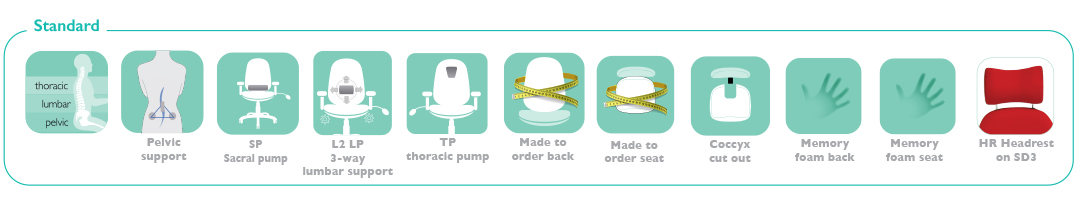 Standard
thoracic
lumbar
pelvic
Pelvic
support
SP
Sacral pump
L2 LP
3-way
lumbar support
TP
thoracic pump
Made to
order back
Made to
order seat
Coccyx
cut out
Memory
foam back
Memory
foam seat
HR Headrest
on SD3